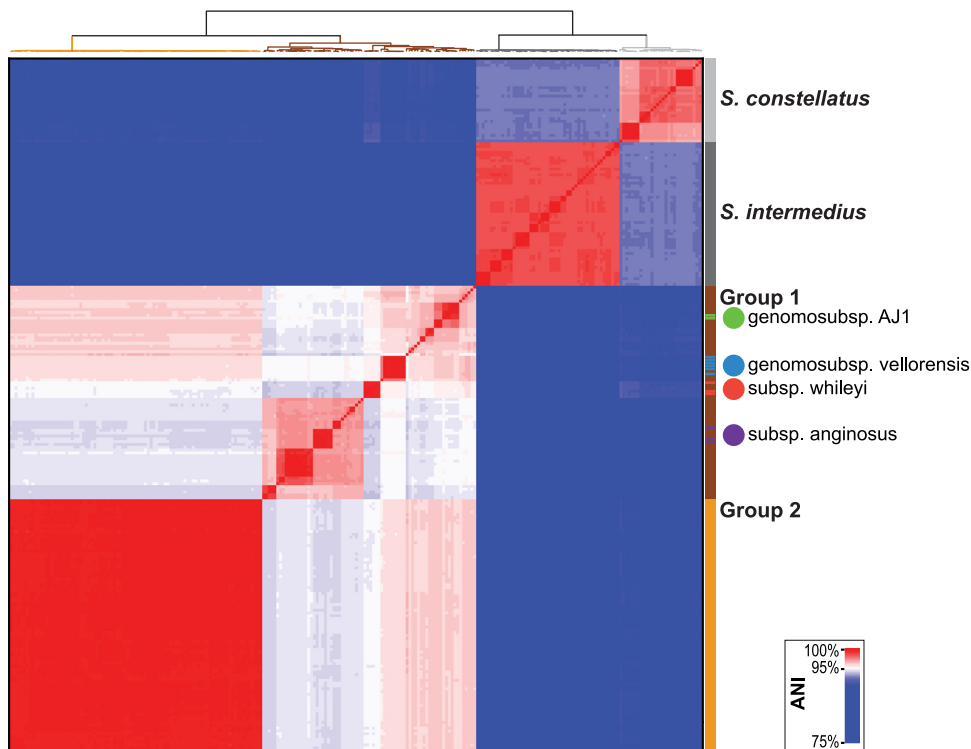 S. constellatus
S. intermedius
Group 1
genomosubsp. AJ1
genomosubsp. vellorensis
subsp. whileyi
subsp. anginosus
Group 2
ANI
100%
95%
75%